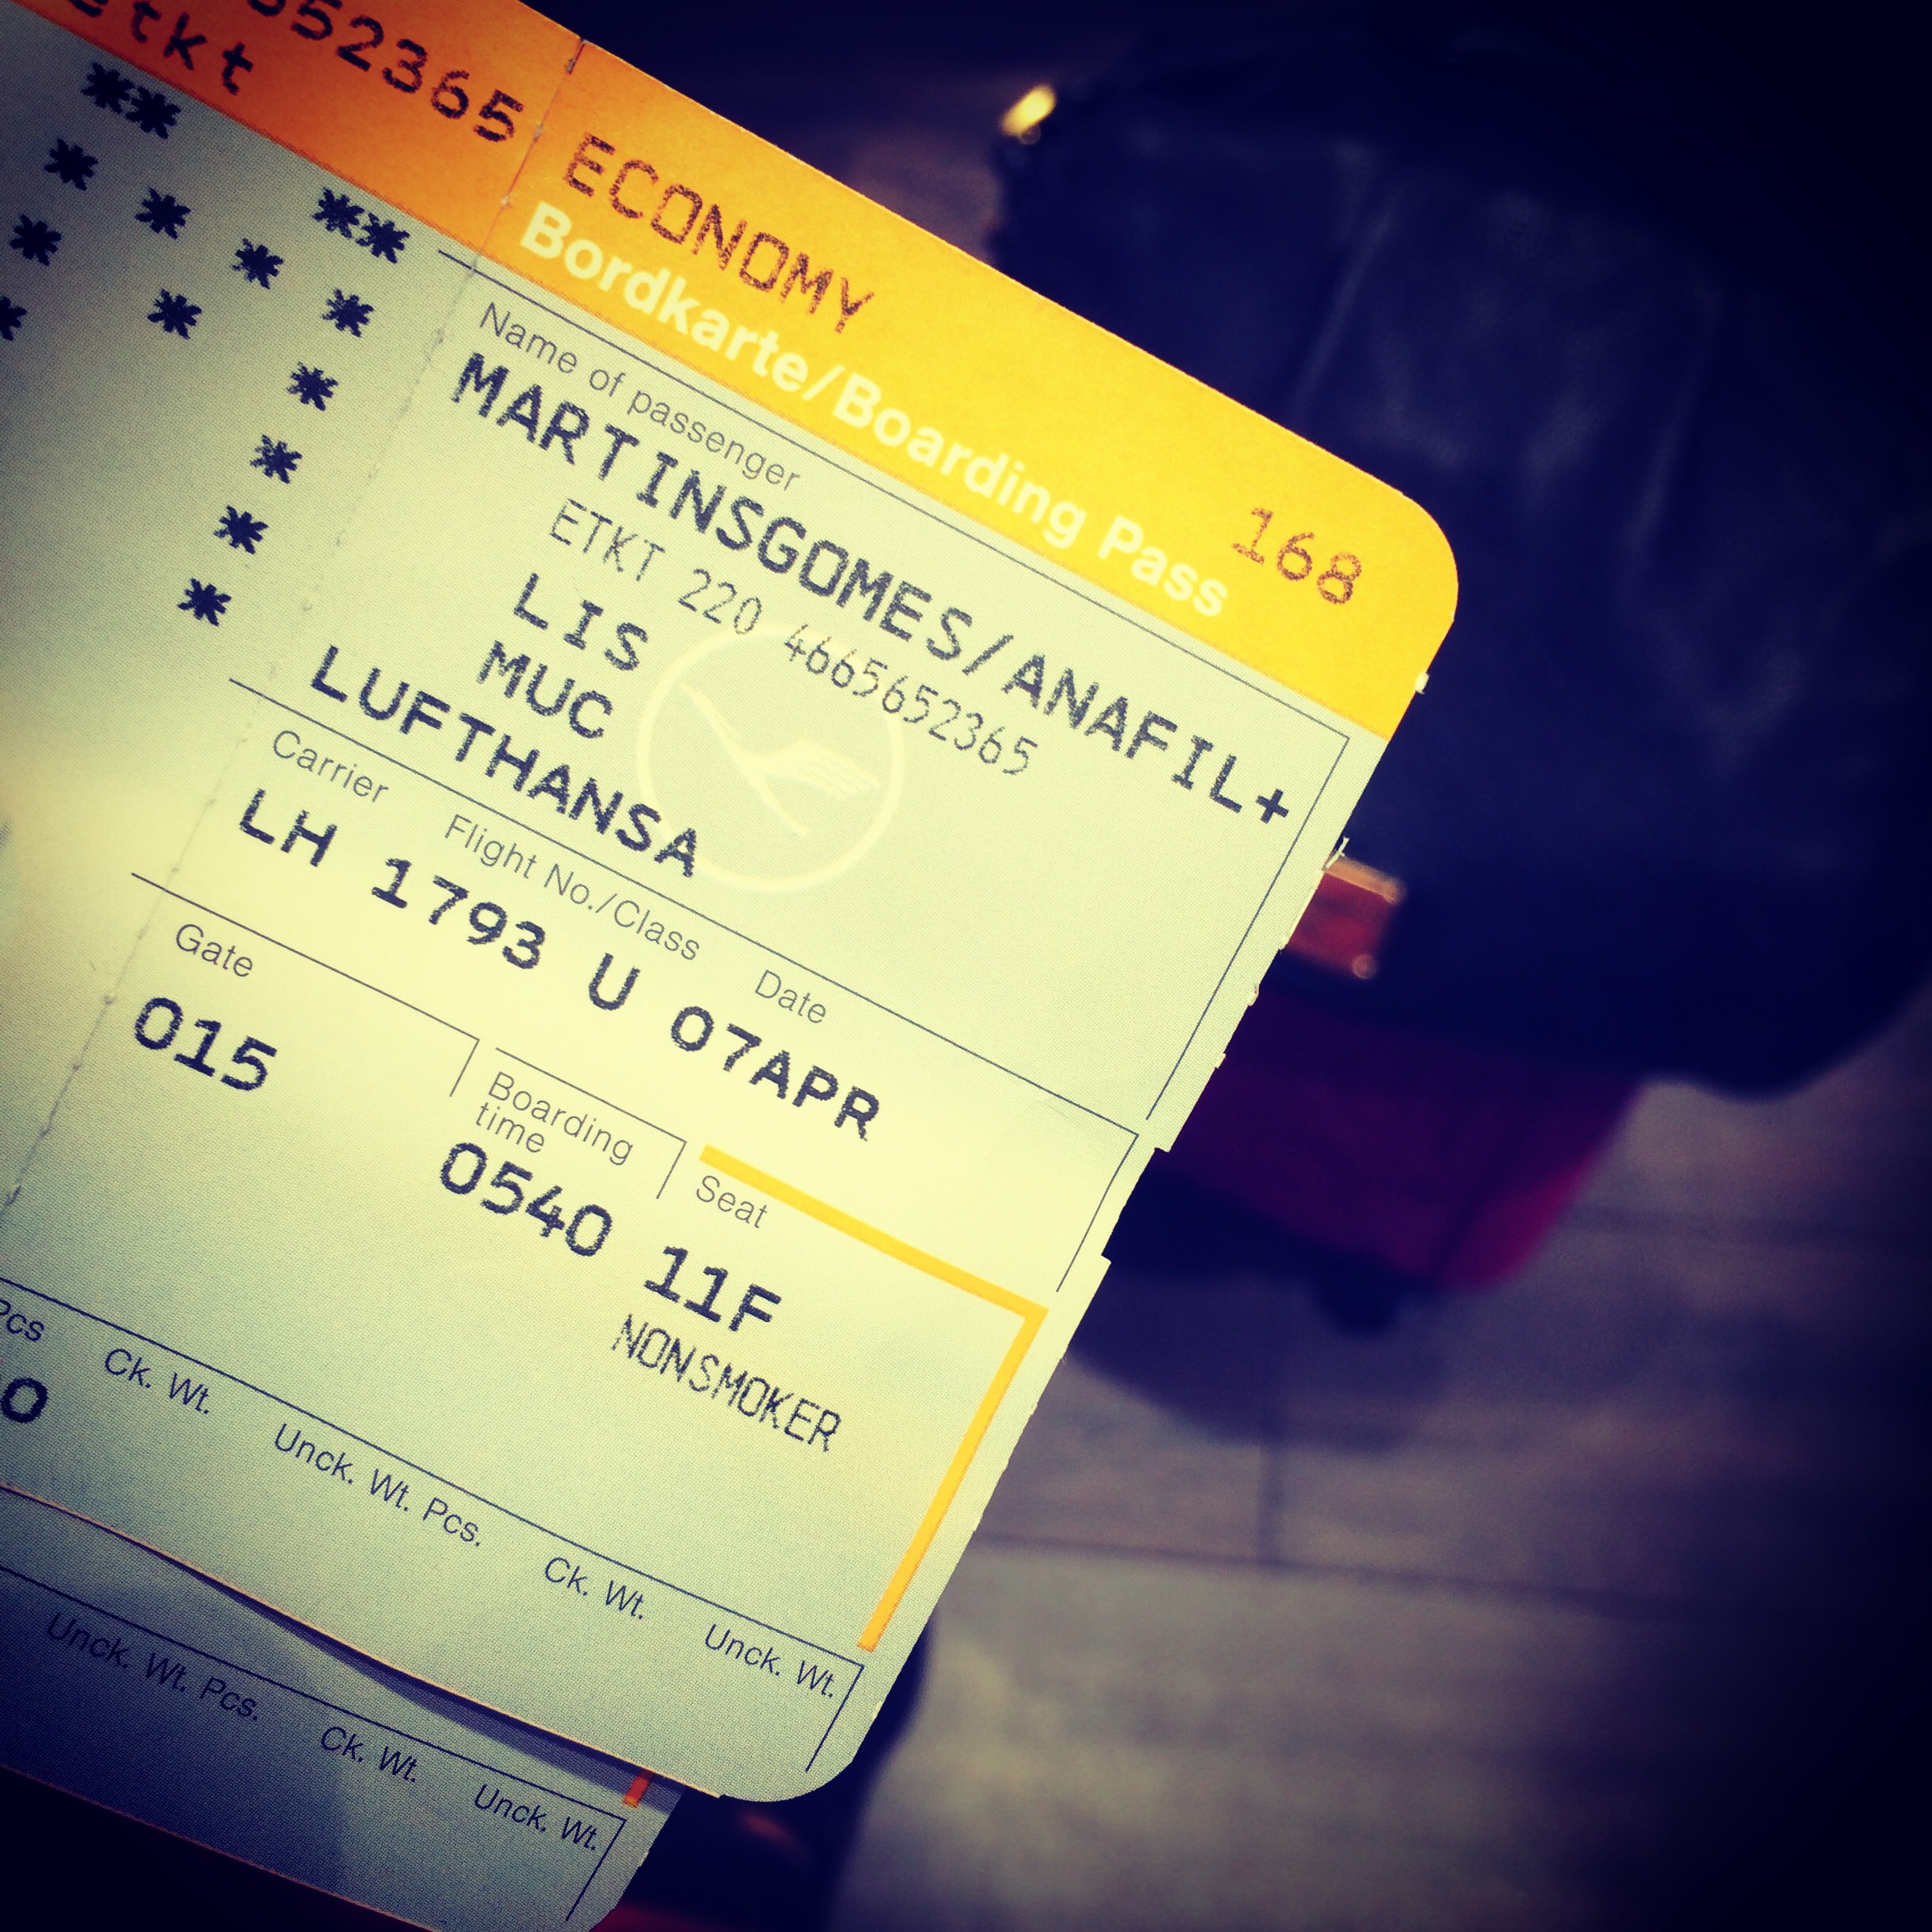 52365
etkt
**
* * **
* * *
* *
*
*
*
*
ECONOMY
168
Bordkarte/Boarding Pass
Name of passenger
MARTINSGOMES/ANAFIL+
ETKT 220 4665652365
LIS
MUC
LUFTHANSA
Carrier Flight No./Class Date
LH 1793 U 07APR
Gate Boarding time Seat
015 0540 11F
NONSMOKER
Pcs Ck. Wt. Unck. Wt. Pcs. Ck. Wt. Unck. Wt.
0
Unck. Wt. Pcs. Ck. Wt. Unck. Wt.